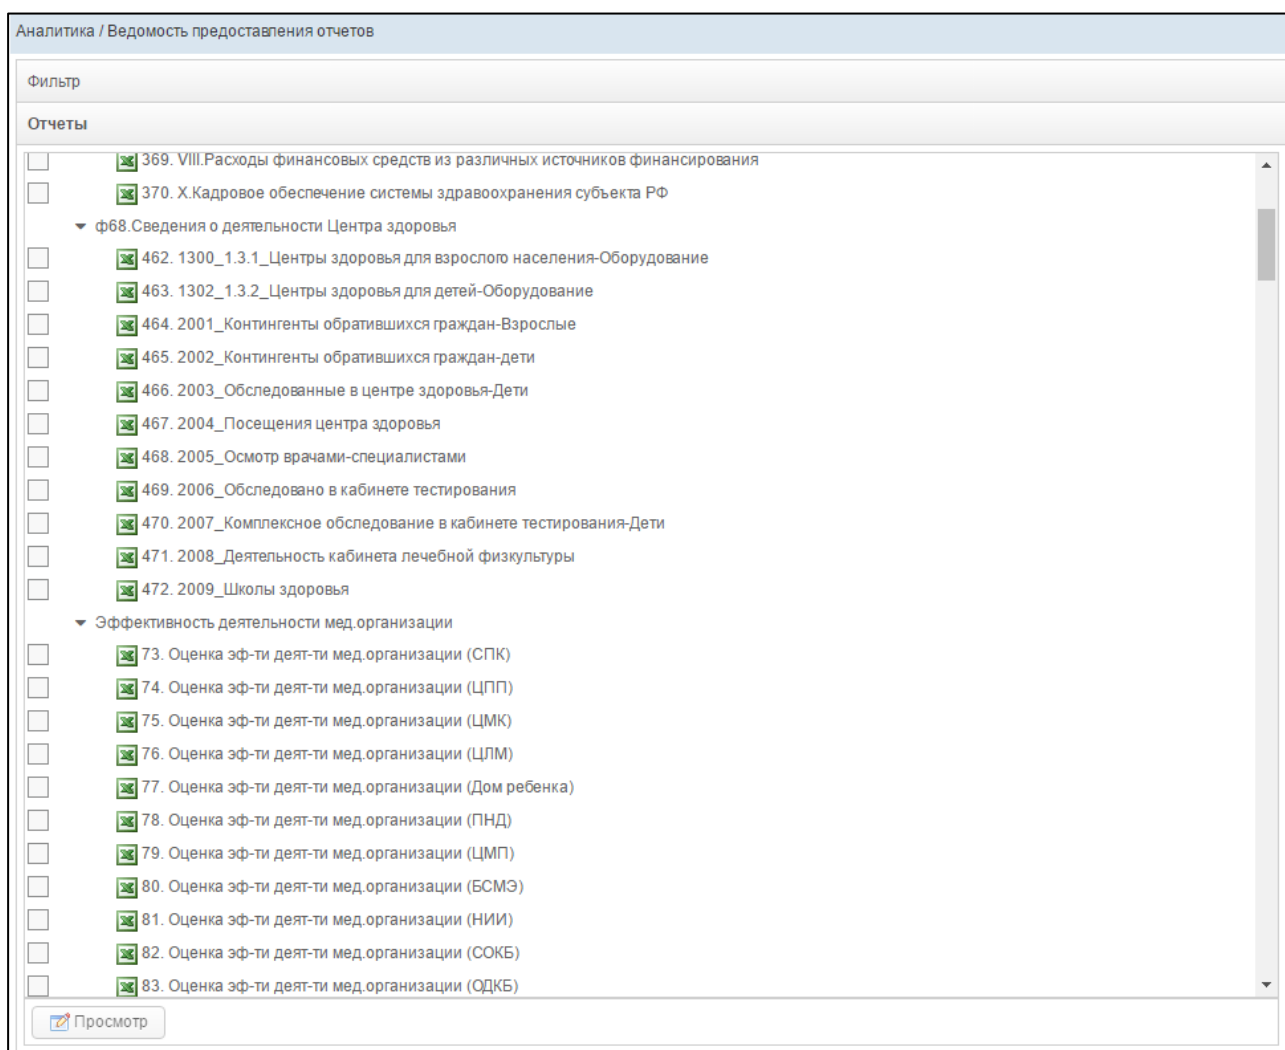 Аналитика / Ведомость предоставления отчетов
Фильтр
Отчеты
369. VIII.Расходы финансовых средств из различных источников финансирования
370. X.Кадровое обеспечение системы здравоохранения субъекта РФ
ф68.Сведения о деятельности Центра здоровья
462. 1300_1.3.1_Центры здоровья для взрослого населения-Оборудование
463. 1302_1.3.2_Центры здоровья для детей-Оборудование
464. 2001_Контингенты обратившихся граждан-Взрослые
465. 2002_Контингенты обратившихся граждан-дети
466. 2003_Обследованные в центре здоровья-Дети
467. 2004_Посещения центра здоровья
468. 2005_Осмотр врачами-специалистами
469. 2006_Обследовано в кабинете тестирования
470. 2007_Комплексное обследование в кабинете тестирования-Дети
471. 2008_Деятельность кабинета лечебной физкультуры
472. 2009_Школы здоровья
Эффективность деятельности мед.организации
73. Оценка эф-ти деят-ти мед.организации (СПК)
74. Оценка эф-ти деят-ти мед.организации (ЦПП)
75. Оценка эф-ти деят-ти мед.организации (ЦМК)
76. Оценка эф-ти деят-ти мед.организации (ЦЛМ)
77. Оценка эф-ти деят-ти мед.организации (Дом ребенка)
78. Оценка эф-ти деят-ти мед.организации (ПНД)
79. Оценка эф-ти деят-ти мед.организации (ЦМП)
80. Оценка эф-ти деят-ти мед.организации (БСМЭ)
81. Оценка эф-ти деят-ти мед.организации (НИИ)
82. Оценка эф-ти деят-ти мед.организации (СОКБ)
83. Оценка эф-ти деят-ти мед.организации (ОДКБ)
Просмотр